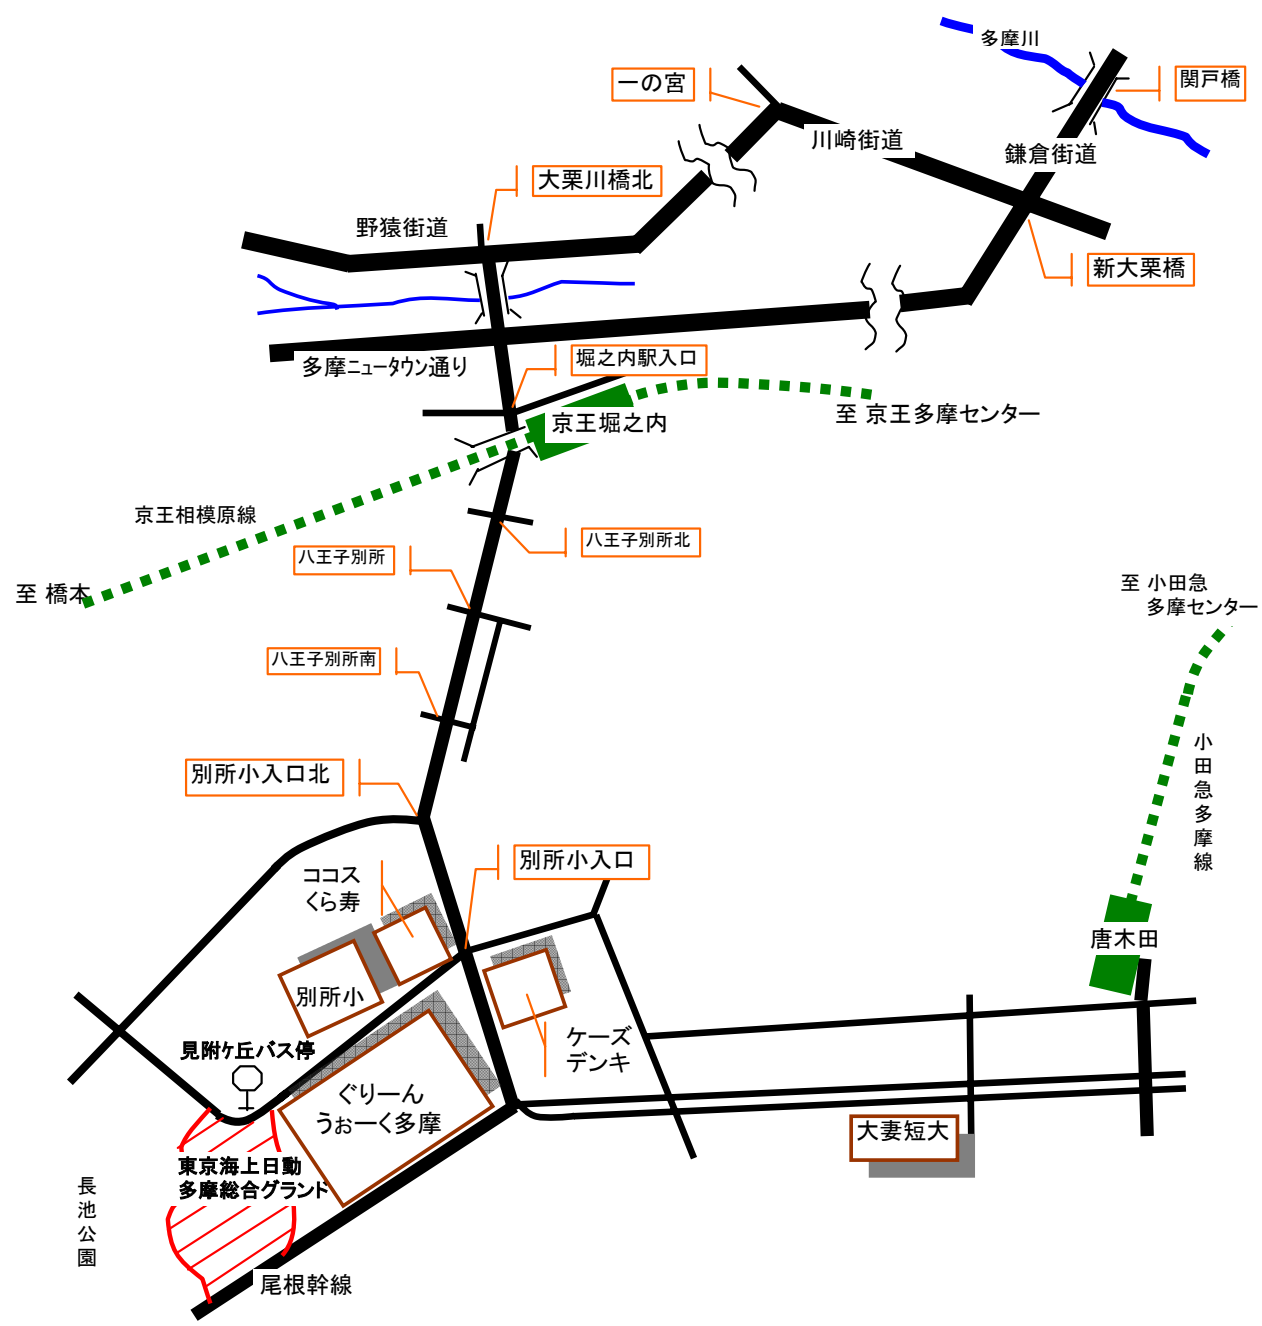 多摩川
一の宮
関戸橋
川崎街道
鎌倉街道
大栗川橋北
野猿街道
新大栗橋
多摩ニュータウン通り
堀之内駅入口
京王堀之内
至 京王多摩センター
京王相模原線
八王子別所北
八王子別所
至 橋本
至 小田急
多摩センター
八王子別所南
小田急多摩線
別所小入口北
別所小入口
ココス
くら寿
唐木田
別所小
ケーズ
デンキ
見附ケ丘バス停
ぐりーん
うぉーく多摩
大妻短大
東京海上日動
多摩総合グランド
長池公園
尾根幹線